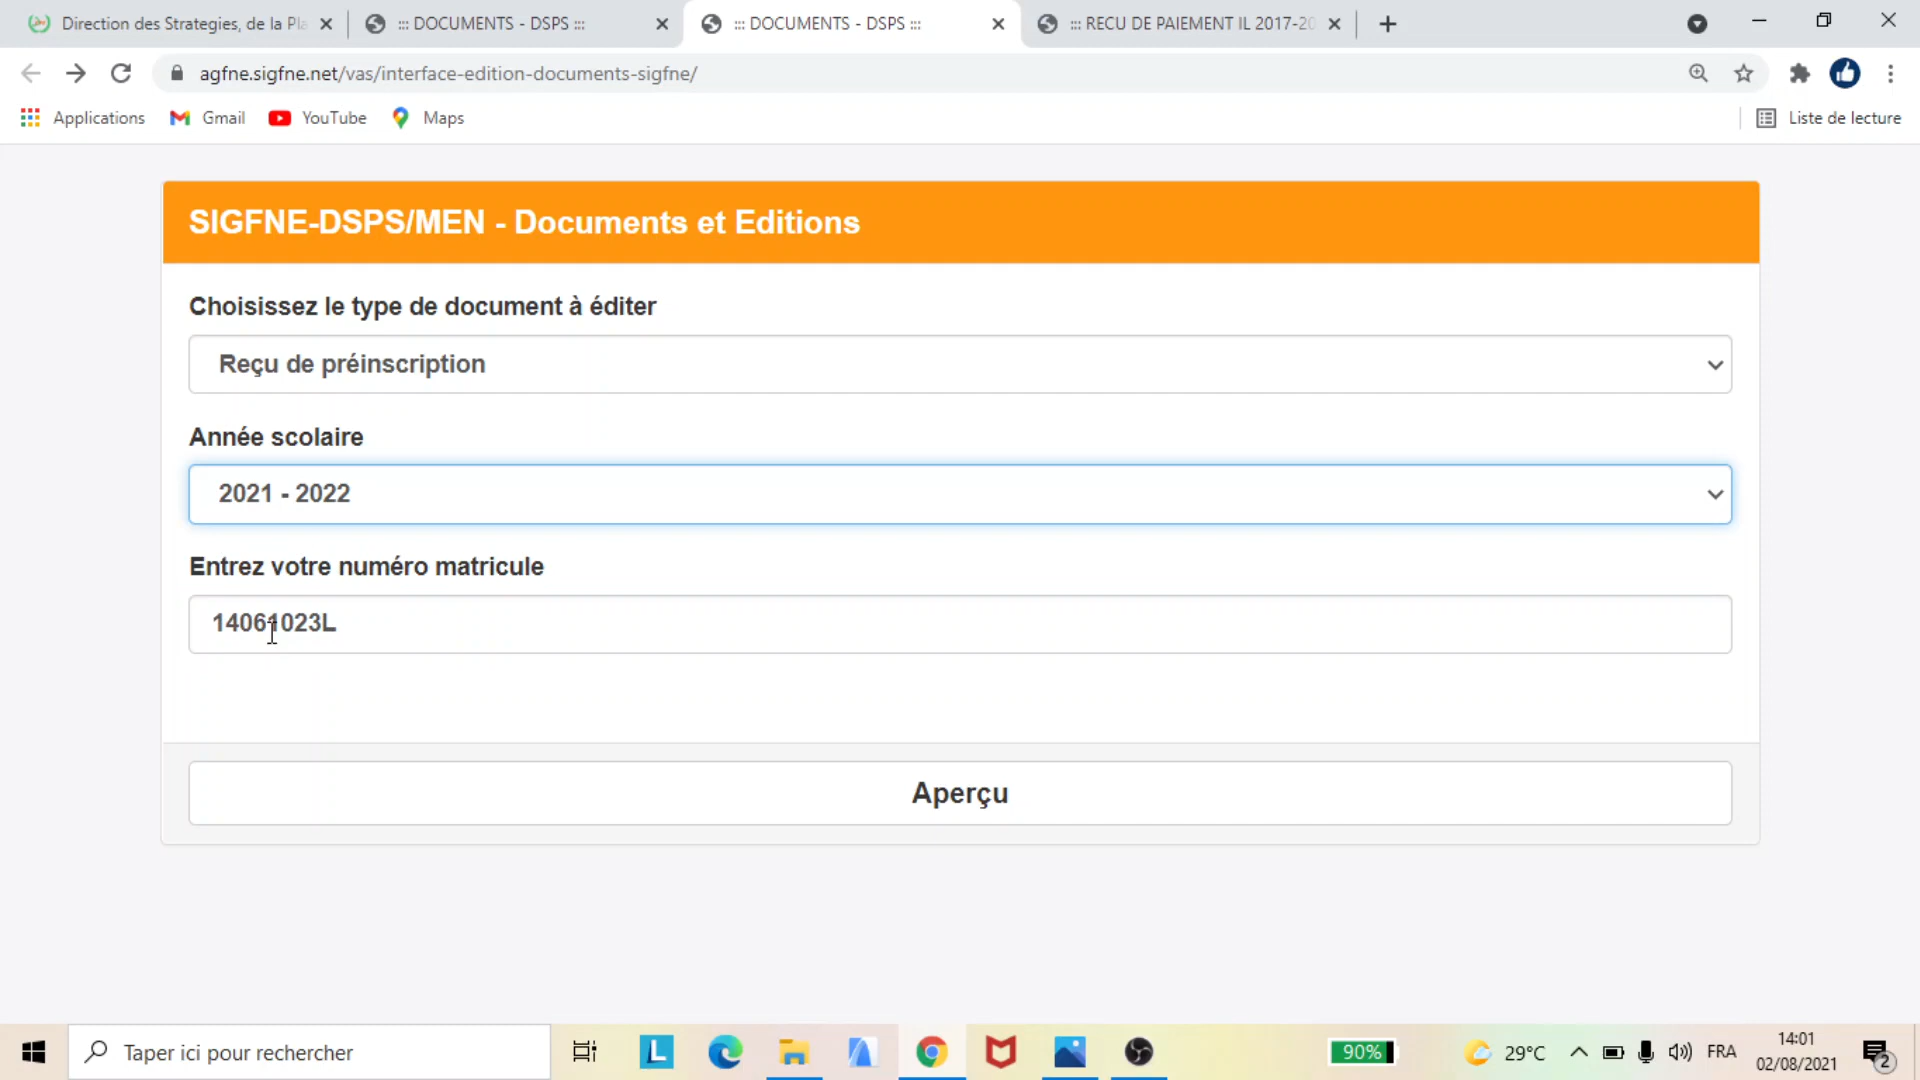 Direction des Strategies, de la Pla
::: DOCUMENTS - DSPS :::
::: DOCUMENTS - DSPS :::
::: RECU DE PAIEMENT IL 2017-20
agfne.sigfne.net/vas/interface-edition-documents-sigfne/
Applications
Gmail
YouTube
Maps
Liste de lecture
SIGFNE-DSPS/MEN - Documents et Editions
Choisissez le type de document à éditer
Reçu de préinscription
Année scolaire
2021 - 2022
Entrez votre numéro matricule
14061023L
Aperçu
Taper ici pour rechercher
L
90%
29°C
FRA
14:01
02/08/2021
2